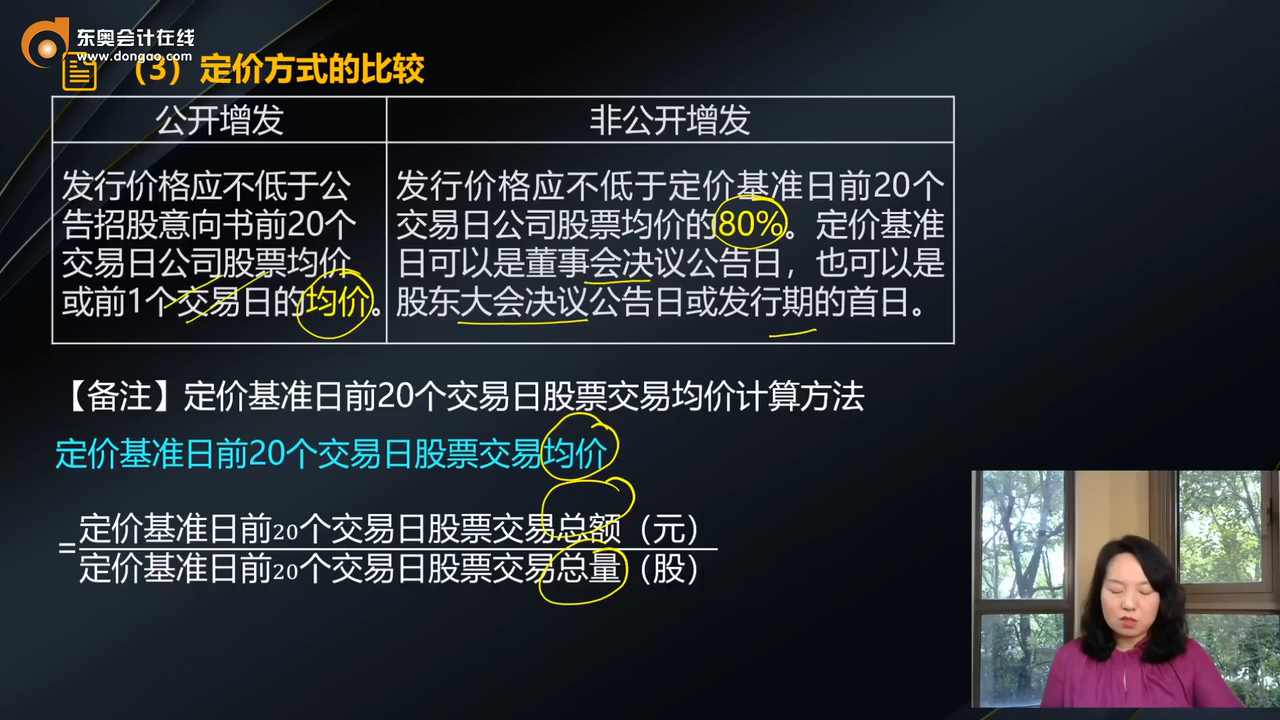 东奥会计在线
www.dongao.com
（3）定价方式的比较
公开增发
非公开增发
发行价格应不低于公
告招股意向书前20个
交易日公司股票均价
或前1个交易日的均价。
发行价格应不低于定价基准日前20个
交易日公司股票均价的80%。定价基准
日可以是董事会决议公告日，也可以是
股东大会决议公告日或发行期的首日。
【备注】定价基准日前20个交易日股票交易均价计算方法
定价基准日前20个交易日股票交易均价
=定价基准日前20个交易日股票交易总额（元）
定价基准日前20个交易日股票交易总量（股）